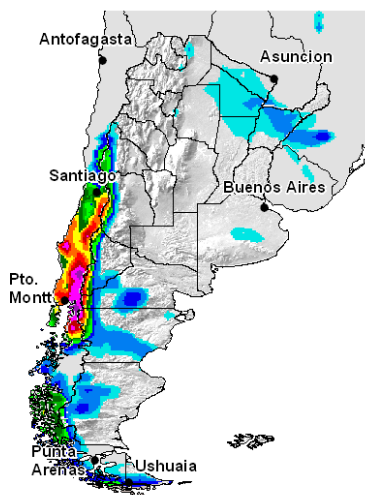 Antofagasta
Asuncion
Santiago
Buenos Aires
Pto.
Montt
Punta
Arenas
Ushuaia